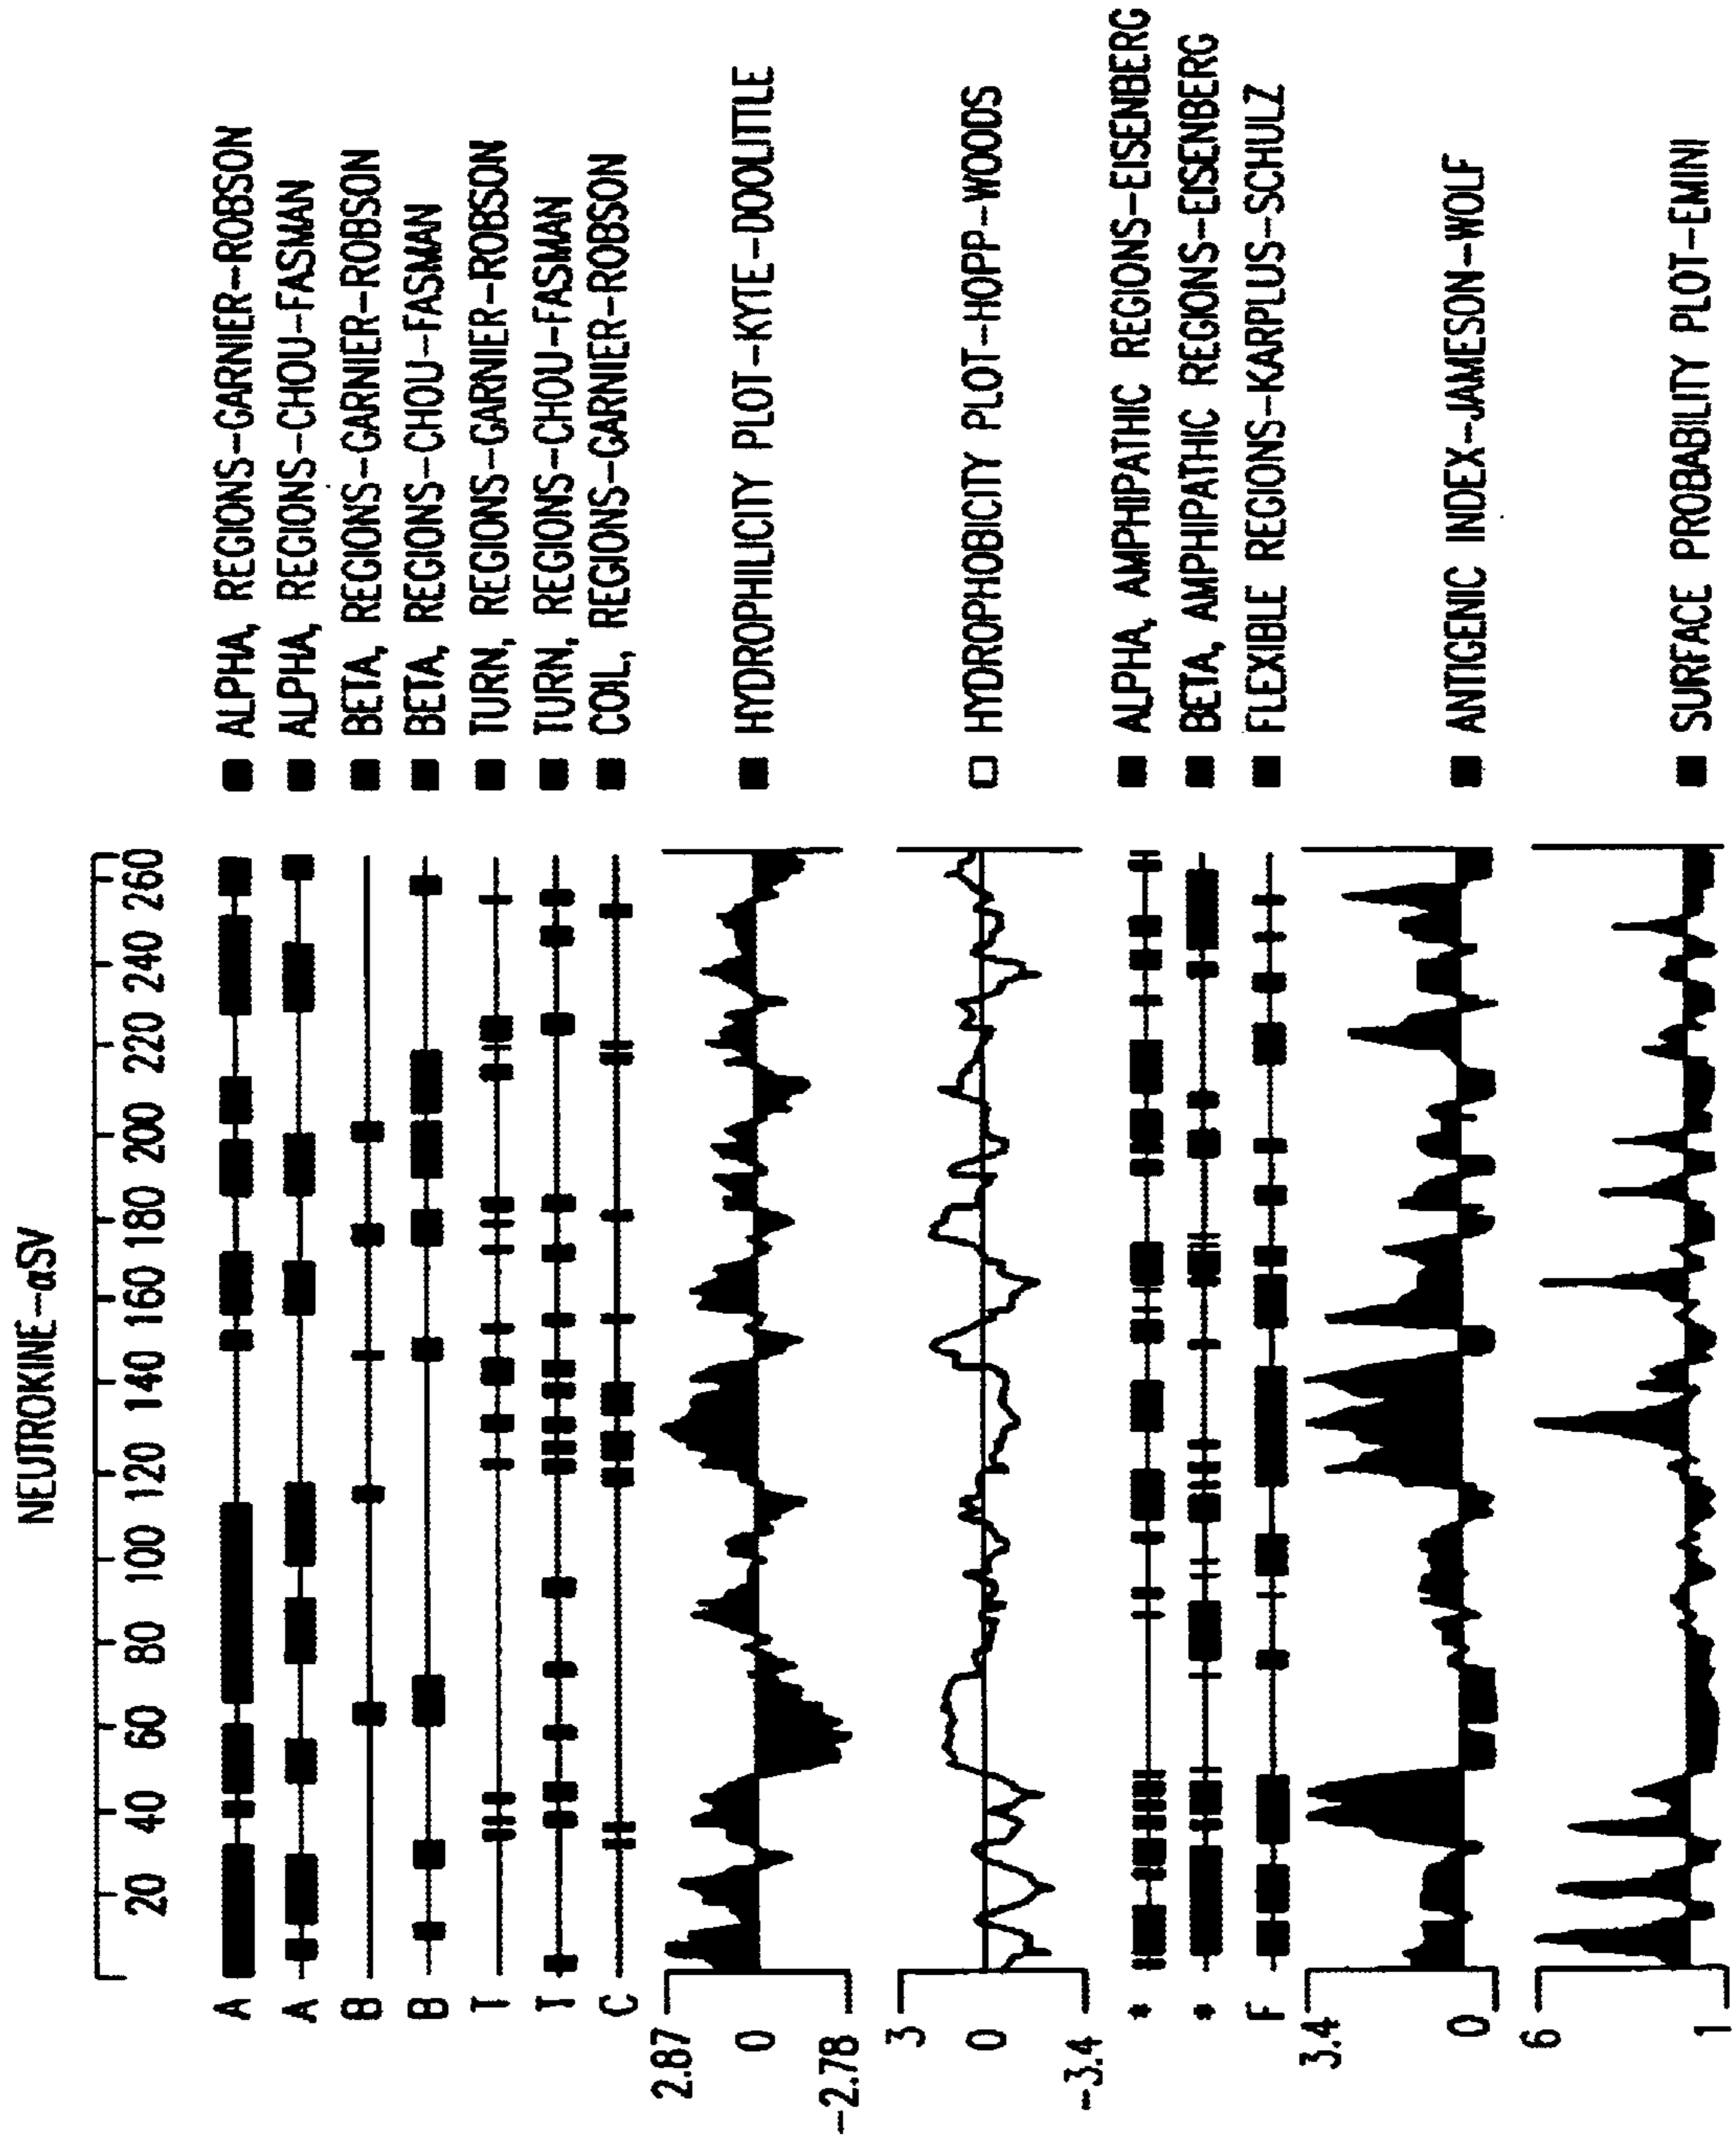 NEUTROKINE-αSV
20 40 60 80 100 120 140 160 180 200 220 240 260
A ALPHA, REGIONS-GARNIER-ROBSON
A ALPHA, REGIONS-CHOU-FASMAN
B BETA, REGIONS-GARNIER-ROBSON
B BETA, REGIONS-CHOU-FASMAN
T TURN, REGIONS-GARNIER-ROBSON
T TURN, REGIONS-CHOU-FASMAN
C COIL, REGIONS-GARNIER-ROBSON
2.87
0 HYDROPHILICITY PLOT-KYTE-DOOLITTLE
-2.78
3
0 HYDROPHOBICITY PLOT-HOPP-WOODS
-3.4
* ALPHA, AMPHIPATHIC REGIONS-EISENBERG
* BETA, AMPHIPATHIC REGIONS-EISENBERG
F FLEXIBLE REGIONS-KARPLUS-SCHULZ
3.4
0 ANTIGENIC INDEX-JAMESON-WOLF
6
1 SURFACE PROBABILITY PLOT-EMINI